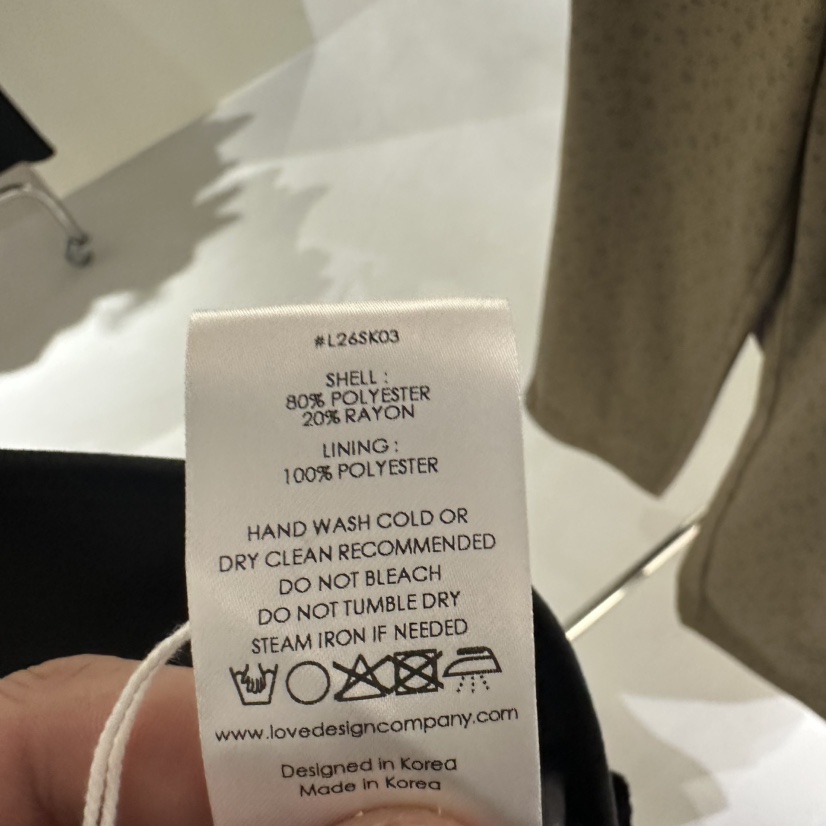 #L26SK03
SHELL :
80% POLYESTER
20% RAYON
LINING :
100% POLYESTER
HAND WASH COLD OR
DRY CLEAN RECOMMENDED
DO NOT BLEACH
DO NOT TUMBLE DRY
STEAM IRON IF NEEDED
www.lovedesigncompany.com
Designed in Korea
Made in Korea